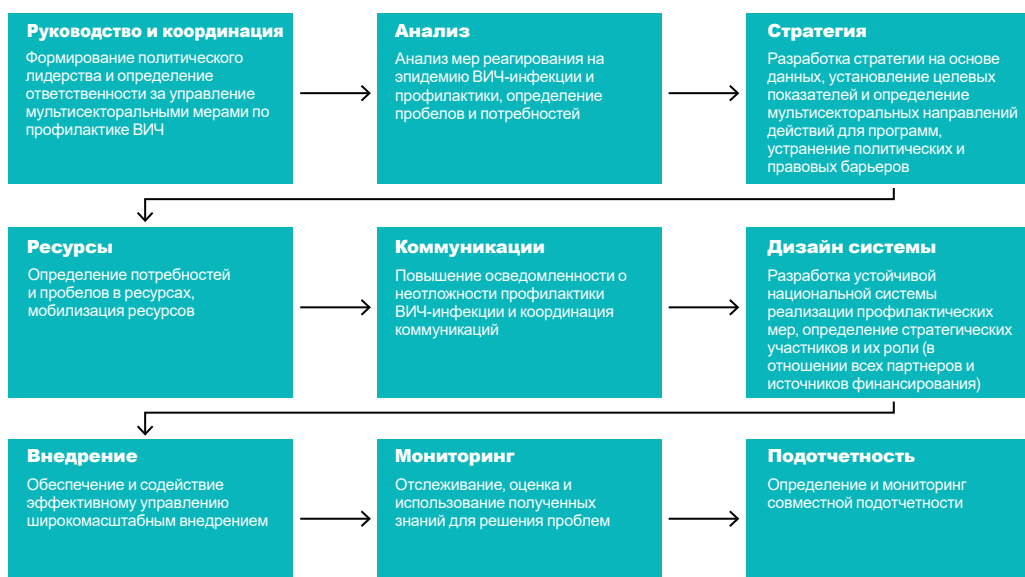 Руководство и координация
Формирование политического
лидерства и определение
ответственности за управление
мультисекторальными мерами по
профилактике ВИЧ
Анализ
Анализ мер реагирования на
эпидемию ВИЧ-инфекции и
профилактики, определение
пробелов и потребностей
Стратегия
Разработка стратегии на основе
данных, установление целевых
показателей и определение
мультисекторальных направлений
действий для программ,
устранение политических и
правовых барьеров
Ресурсы
Определение потребностей
и пробелов в ресурсах,
мобилизация ресурсов
Коммуникации
Повышение осведомленности о
неотложности профилактики
ВИЧ-инфекции и координация
коммуникаций
Дизайн системы
Разработка устойчивой
национальной системы
реализации профилактических
мер, определение стратегических
участников и их роли (в
отношении всех партнеров и
источников финансирования)
Внедрение
Обеспечение и содействие
эффективному управлению
широкомасштабным внедрением
Мониторинг
Отслеживание, оценка и
использование полученных
знаний для решения проблем
Подотчетность
Определение и мониторинг
совместной подотчетности